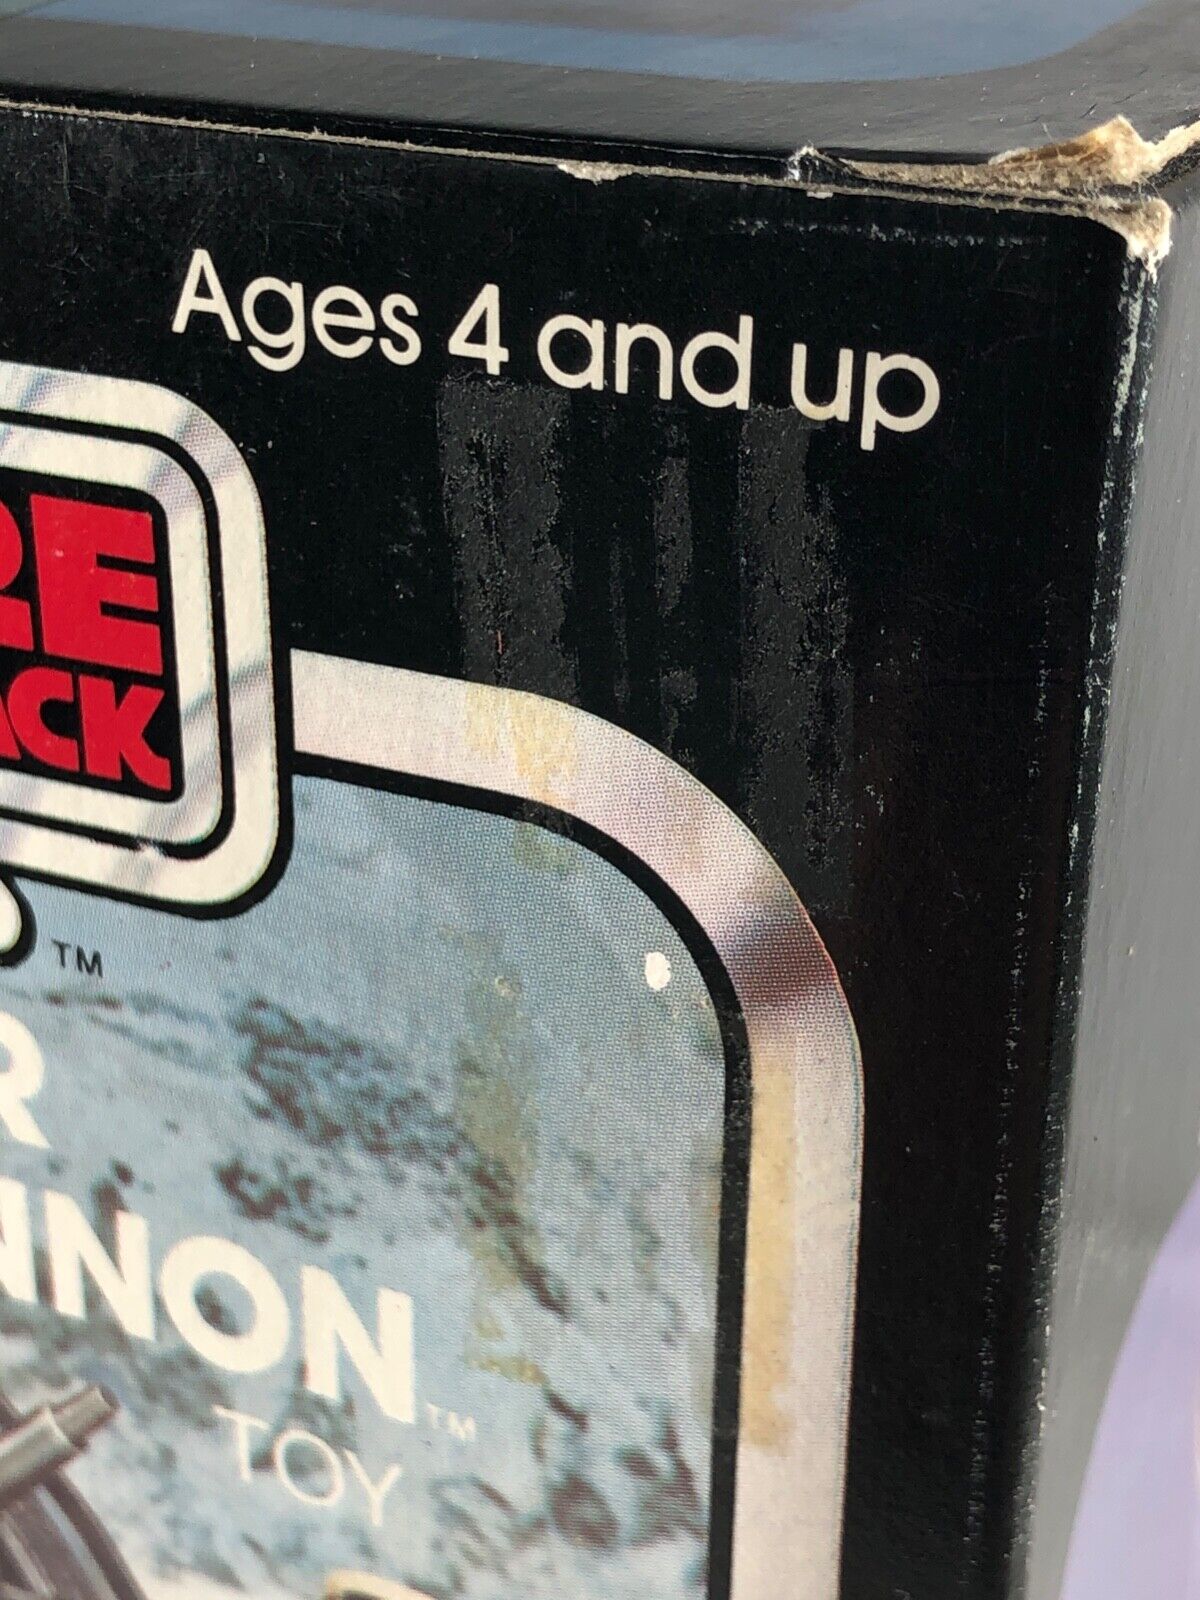 Ages 4 and up
RE
ACK
TM
R
NNON TM
TOY